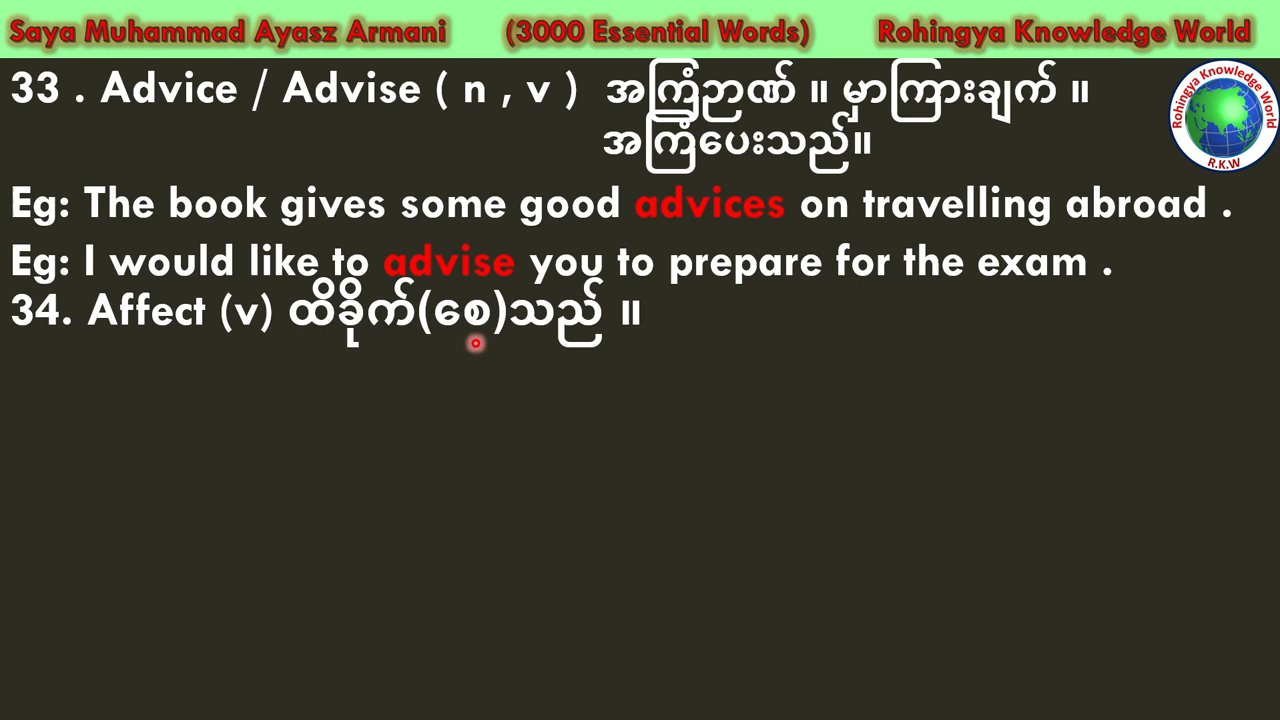 Saya Muhammad Ayasz Armani (3000 Essential Words) Rohingya Knowledge World
33 . Advice / Advise ( n , v ) အကြံဉာဏ် ။ မှာကြားချက် ။
အကြံပေးသည်။
Rohingya Knowledge World
R.K.W
Eg: The book gives some good advices on travelling abroad .
Eg: I would like to advise you to prepare for the exam .
34. Affect (v) ထိခိုက်(စေ့)သည် ။